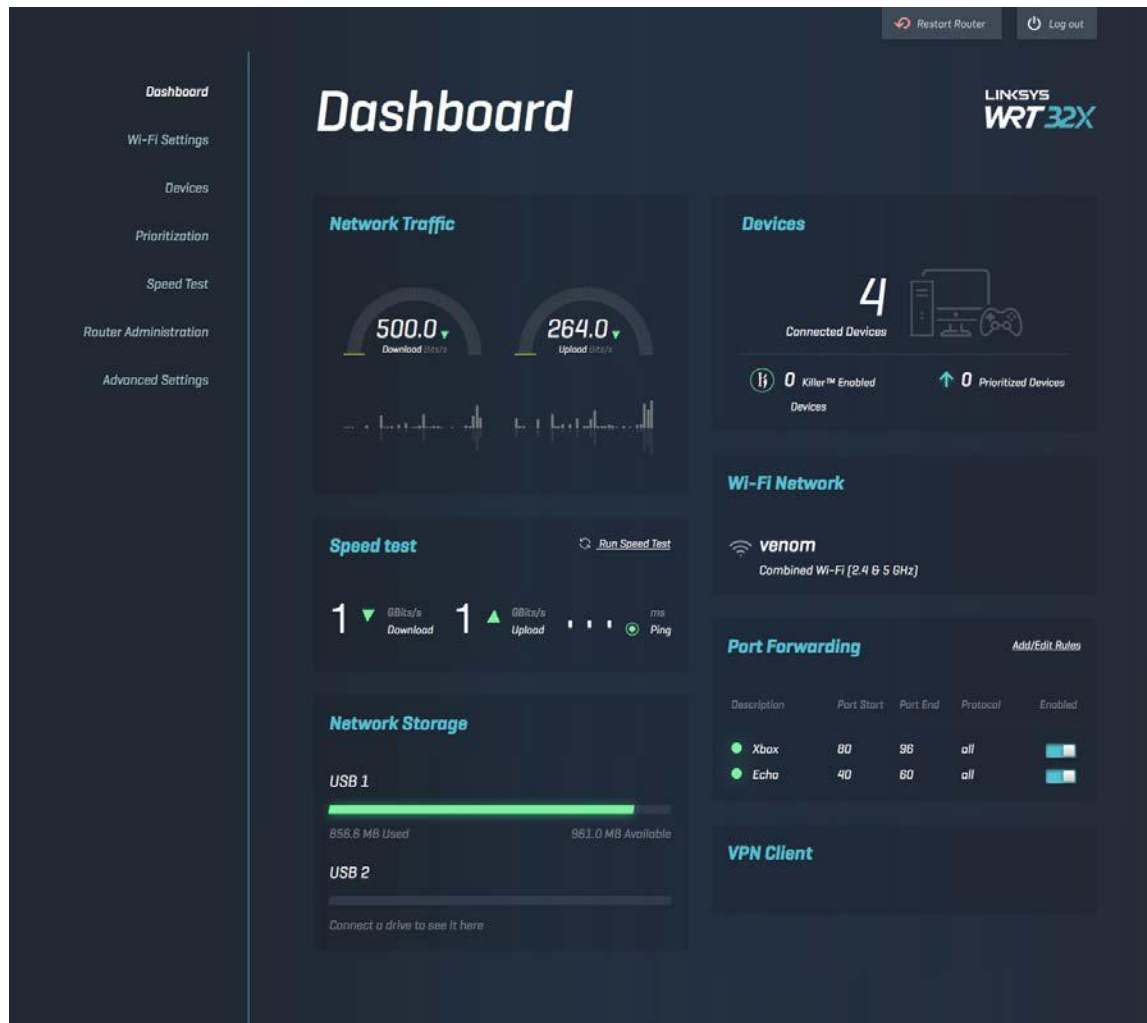 Restart Router
Log out
Dashboard
Wi-Fi Settings
Devices
Prioritization
Speed Test
Router Administration
Advanced Settings
Dashboard
LINKSYS
WRT 32X
Network Traffic
500.0
Download Bits/s
264.0
Upload Bits/s
Devices
4
Connected Devices
0 Killer™ Enabled
Devices
0 Prioritized Devices
Wi-Fi Network
venom
Combined Wi-Fi (2.4 & 5 GHz)
Speed test
Run Speed Test
1
GBits/s
Download
1
GBits/s
Upload
ms
Ping
Port Forwarding
Add/Edit Rules
Description Port Start Port End Protocol Enabled
Xbox 80 96 all
Echo 40 60 all
Network Storage
USB 1
856.6 MB Used
961.0 MB Available
USB 2
Connect a drive to see it here
VPN Client